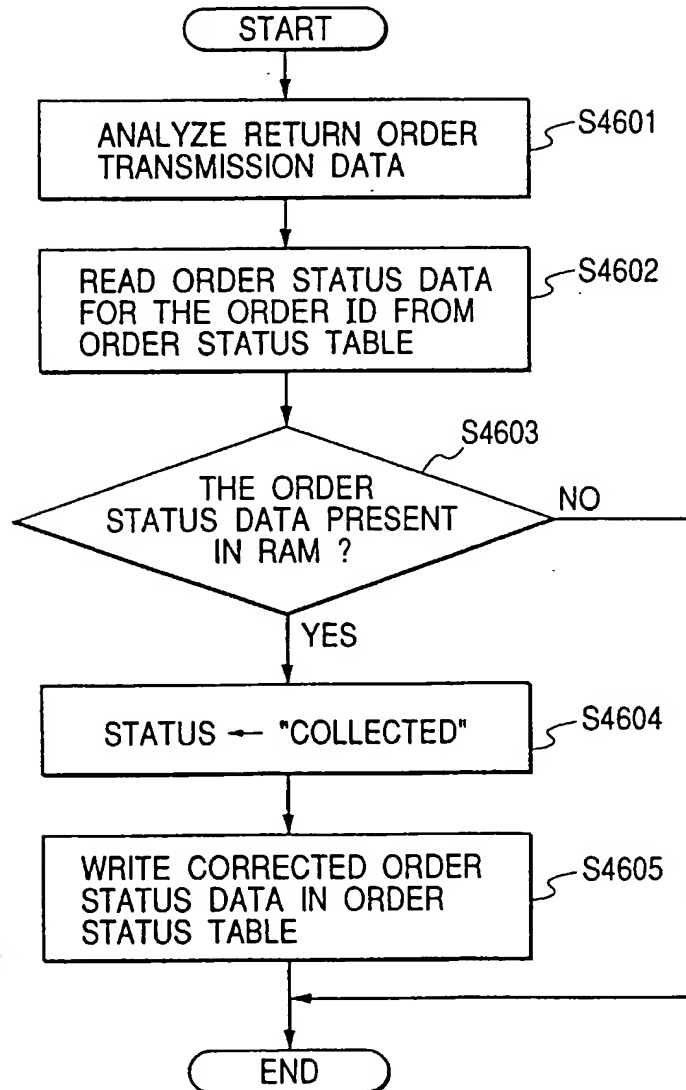 START
ANALYZE RETURN ORDER
TRANSMISSION DATA
S4601
READ ORDER STATUS DATA
FOR THE ORDER ID FROM
ORDER STATUS TABLE
S4602
S4603
THE ORDER
STATUS DATA PRESENT
IN RAM ?
NO
YES
STATUS ← "COLLECTED"
S4604
WRITE CORRECTED ORDER
STATUS DATA IN ORDER
STATUS TABLE
S4605
END